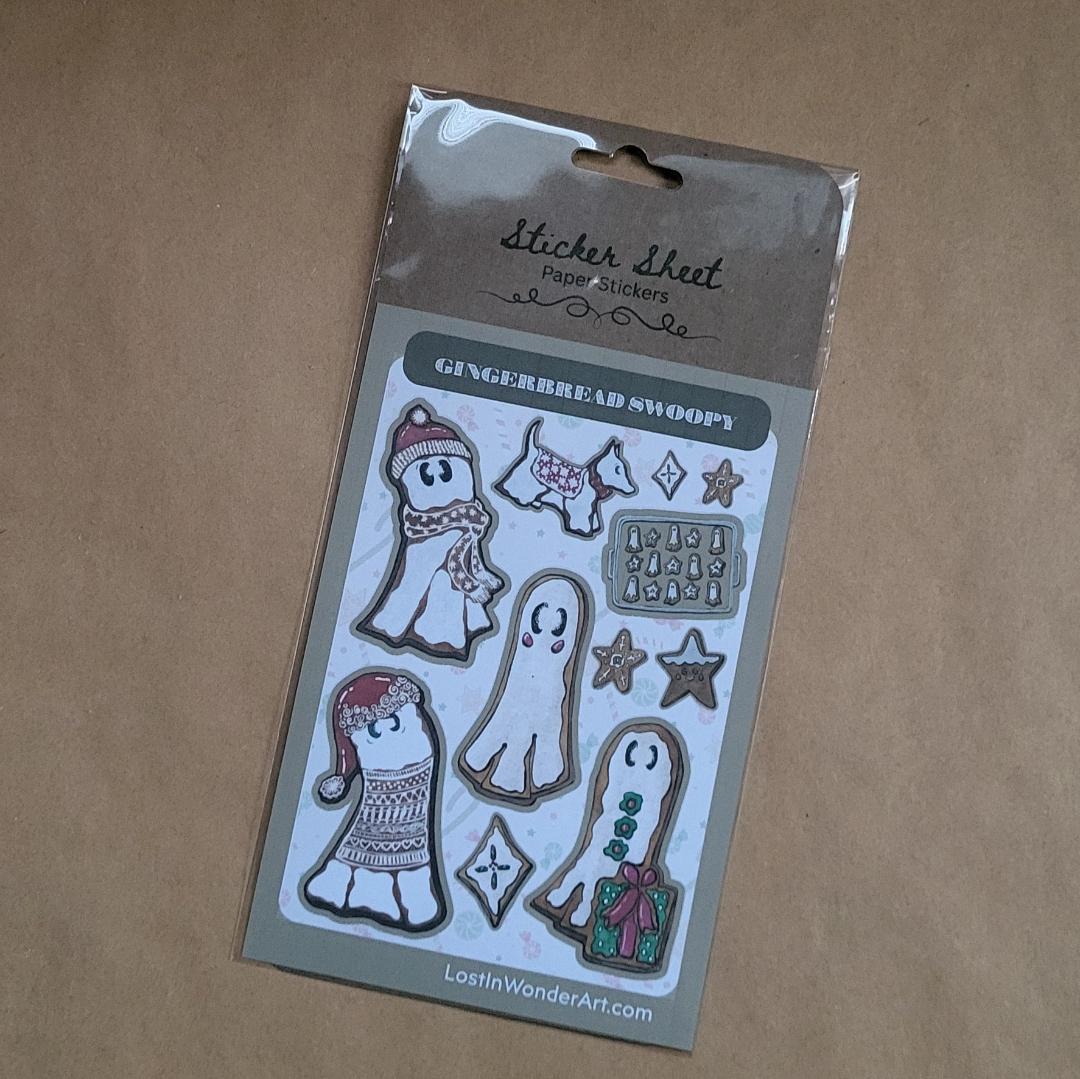 Sticker Sheet
Paper Stickers
GINGERBREAD SWOOPY
LostInWonderArt.com